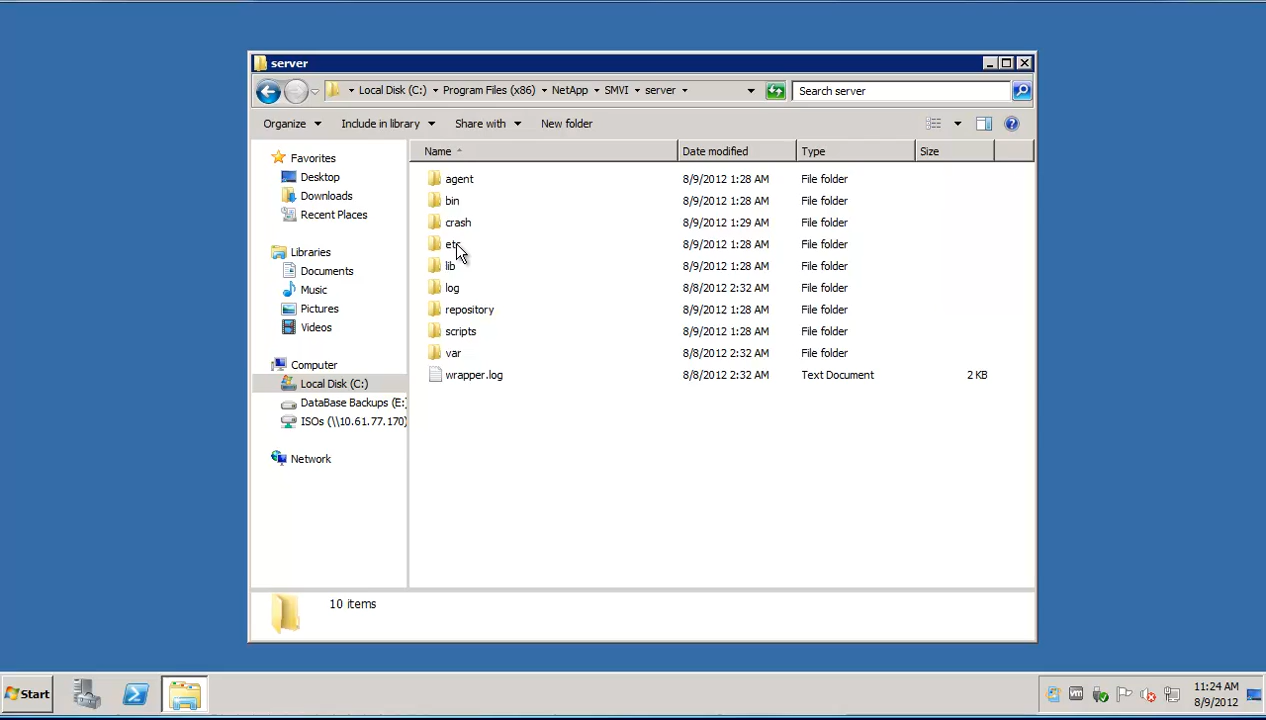 server
Local Disk (C:) Program Files (x86) NetApp SMVI server
Search server
Organize Include in library Share with New folder
Name Date modified Type Size
Favorites
Desktop
Downloads
Recent Places
Libraries
Documents
Music
Pictures
Videos
Computer
Local Disk (C:)
DataBase Backups (E:
ISOs (\\10.61.77.170)
Network
agent 8/9/2012 1:28 AM File folder
bin 8/9/2012 1:28 AM File folder
crash 8/9/2012 1:29 AM File folder
etc 8/9/2012 1:28 AM File folder
lib 8/9/2012 1:28 AM File folder
log 8/8/2012 2:32 AM File folder
repository 8/9/2012 1:28 AM File folder
scripts 8/9/2012 1:28 AM File folder
var 8/8/2012 2:32 AM File folder
wrapper.log 8/8/2012 2:32 AM Text Document 2 KB
10 items
Start
vm
11:24 AM
8/9/2012